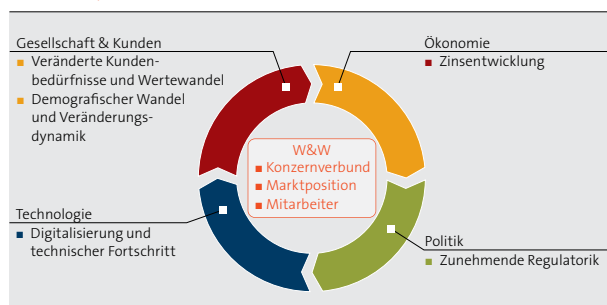 Gesellschaft & Kunden
Veränderte Kunden-
bedürfnisse und Wertewandel
Demografischer Wandel
und Veränderungs-
dynamik
Ökonomie
Zinsentwicklung
W&W
Konzernverbund
Marktposition
Mitarbeiter
Technologie
Digitalisierung und
technischer Fortschritt
Politik
Zunehmende Regulatorik